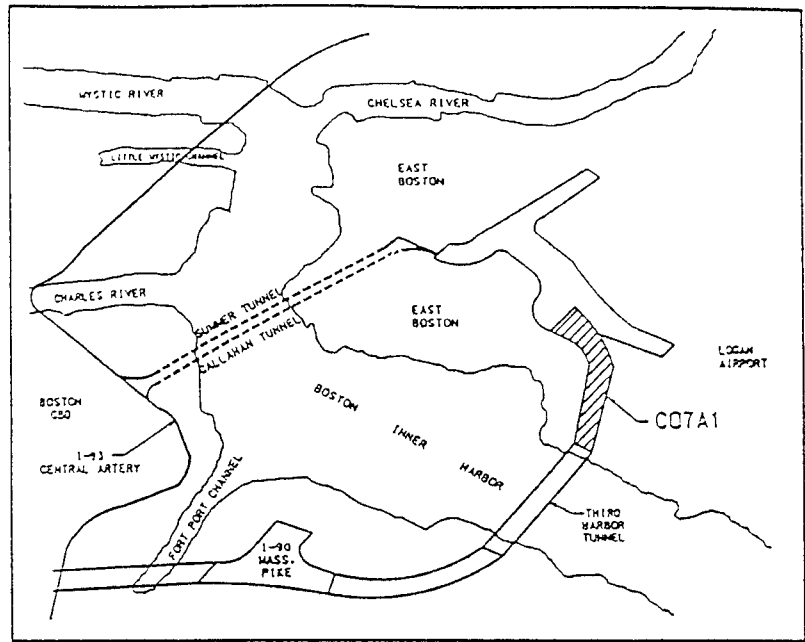 MYSTIC RIVER
CHELSEA RIVER
LITTLE MYSTIC CHANNEL
EAST
BOSTON
CHARLES RIVER
SUMNER TUNNEL
CALLAHAN TUNNEL
EAST
BOSTON
LOGAN
AIRPORT
BOSTON
CBD
BOSTON
INNER
HARBOR
C07A1
I-93
CENTRAL ARTERY
FORT PORT CHANNEL
THIRD
HARBOR
TUNNEL
I-90
MASS.
PIKE